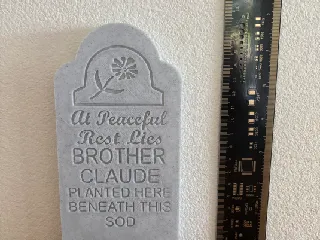 At Peaceful
Rest Lies
BROTHER
CLAUDE
PLANTED HERE
BENEATH THIS
SOD